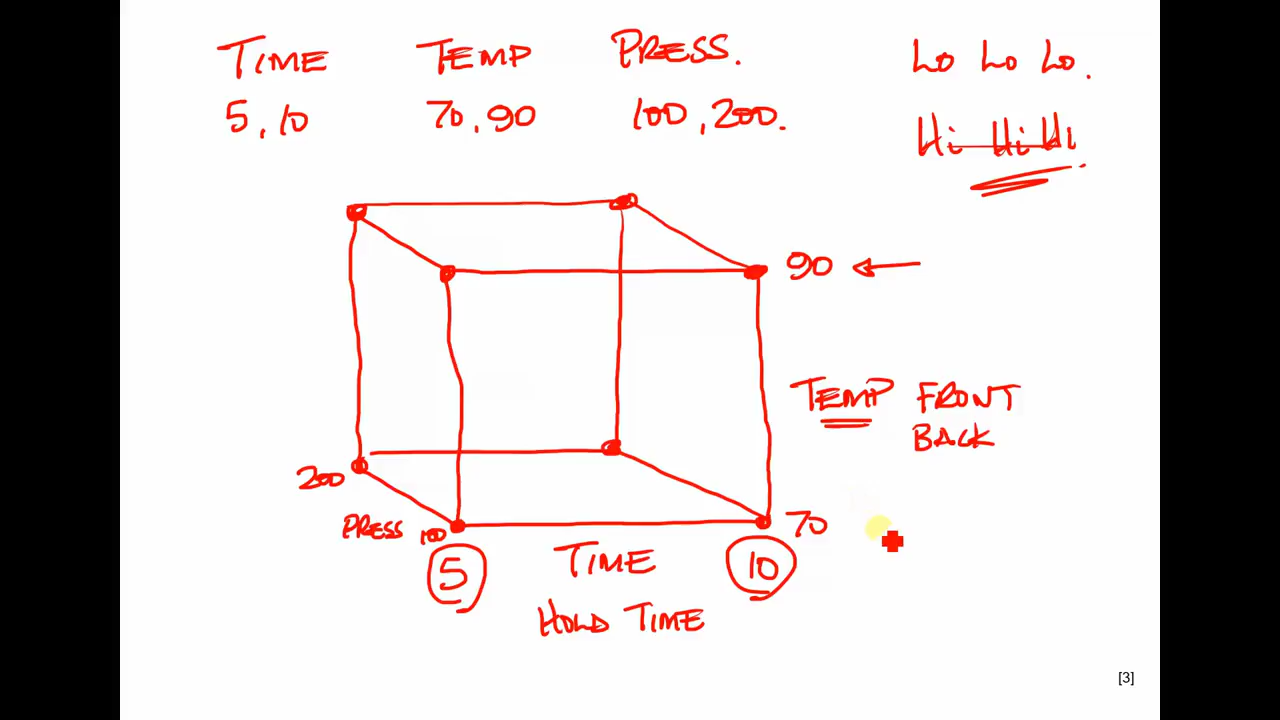 TIME TEMP PRESS.
5, 10 70, 90 100, 200.
Lo Lo Lo.
Hi Hi Hi
90
TEMP FRONT
BACK
200
PRESS 100
70
5 TIME 10
HOLD TIME
[3]